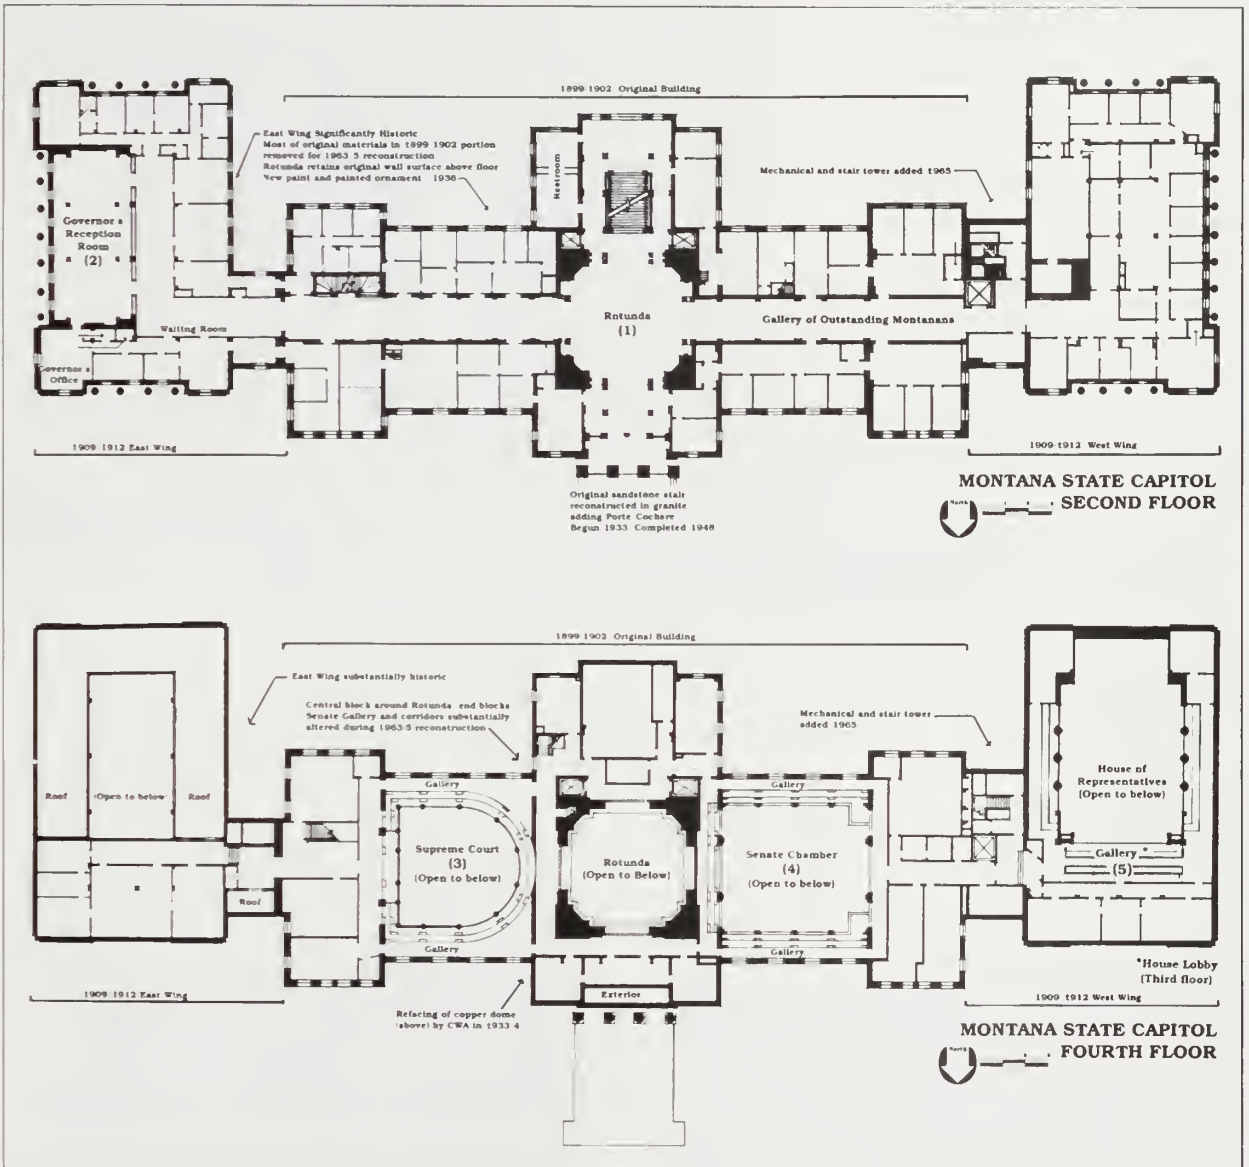 1899-1902 Original Building
East Wing Significantly Historic
Most of original materials in 1899 1902 portion
removed for 1963 5 reconstruction
Rotunda retains original wall surface above floor
New paint and painted ornament 1936
Restroom
Mechanical and stair tower added 1965
Governor s
Reception
Room
(2)
Waiting Room
Governor s
Office
Rotunda
(1)
Gallery of Outstanding Montanans
1909-1912 East Wing
1909-1912 West Wing
Original sandstone stair
reconstructed in granite
adding Porte Cochere
Begun 1933 Completed 1948
MONTANA STATE CAPITOL
North
SECOND FLOOR
1899-1902 Original Building
East Wing substantially historic
Central block around Rotunda end blocks
Senate Gallery and corridors substantially
altered during 1963-5 reconstruction
Mechanical and stair tower
added 1965
Roof
(Open to below)
Roof
Roof
Gallery
Supreme Court
(3)
(Open to below)
Gallery
Rotunda
(Open to Below)
Gallery
Senate Chamber
(4)
(Open to below)
Gallery
House of
Representatives
(Open to below)
Gallery *
(5)
Exterior
*House Lobby
(Third floor)
1909 1912 East Wing
1909 1912 West Wing
Refacing of copper dome
(above) by CWA in 1933 4
MONTANA STATE CAPITOL
North
FOURTH FLOOR